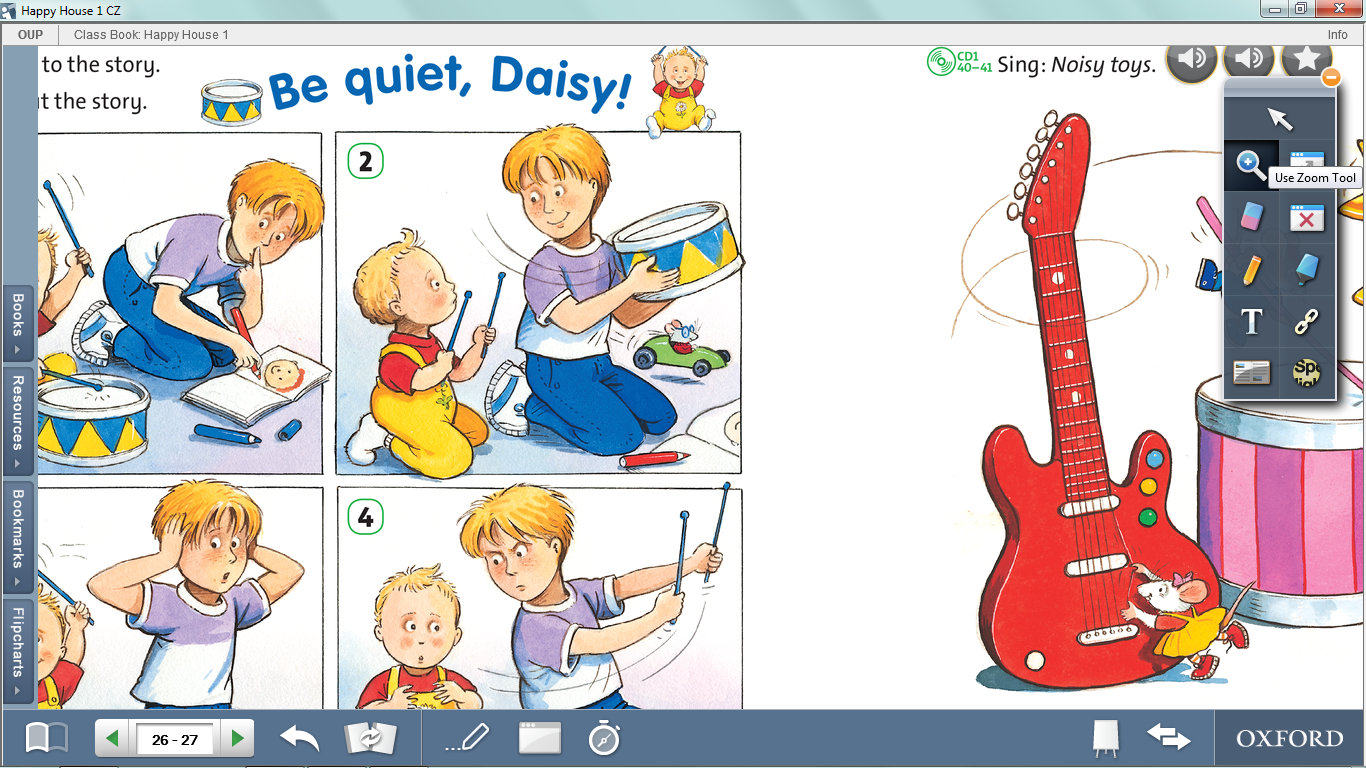 Happy House 1 CZ
OUP
Class Book: Happy House 1
Info
to the story.
ut the story.
Be quiet, Daisy!
CD1
40–41
Sing: Noisy toys.
2
4
Use Zoom Tool
T
Books
Resources
Bookmarks
Flipcharts
26 - 27
OXFORD